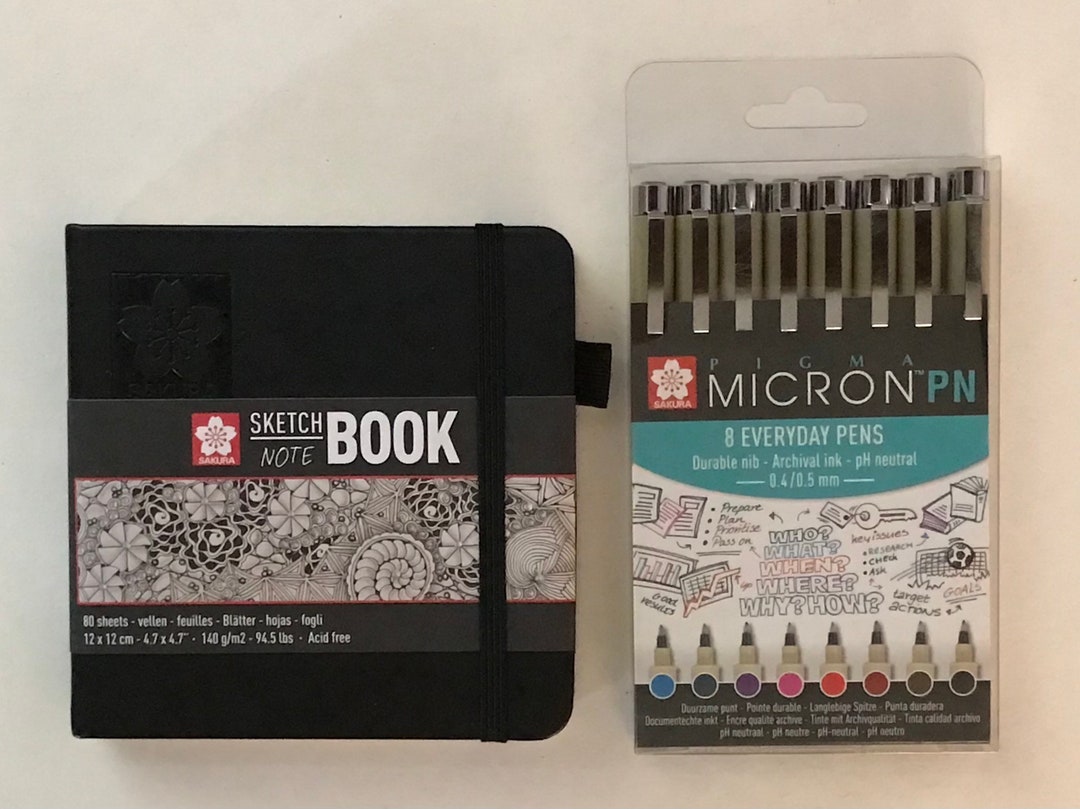 SAKURA
SAKURA
SKETCH
NOTE
BOOK
80 sheets - vellen - feuilles - Blätter - hojas - fogli
12 x 12 cm - 4.7 x 4.7" · 140 g/m2 - 94.5 lbs · Acid free
PIGMA
SAKURA
MICRON™ PN
8 EVERYDAY PENS
Durable nib - Archival ink - pH neutral
0.4/0.5 mm
• Prepare
• Plan
• Prioritise
• Pass on
WHO?
WHAT?
WHEN?
WHERE?
WHY? HOW?
key issues
• RESEARCH
• CHECK
• ASK
GOALS
target
actions
Goal
results
Duurzame punt - Pointe durable - Langlebige Spitze - Punta duradera
Documentechte inkt - Encre qualité archive - Tinte mit Archivqualität - Tinta calidad archivo
pH neutraal - pH neutre - pH-neutral - pH neutro